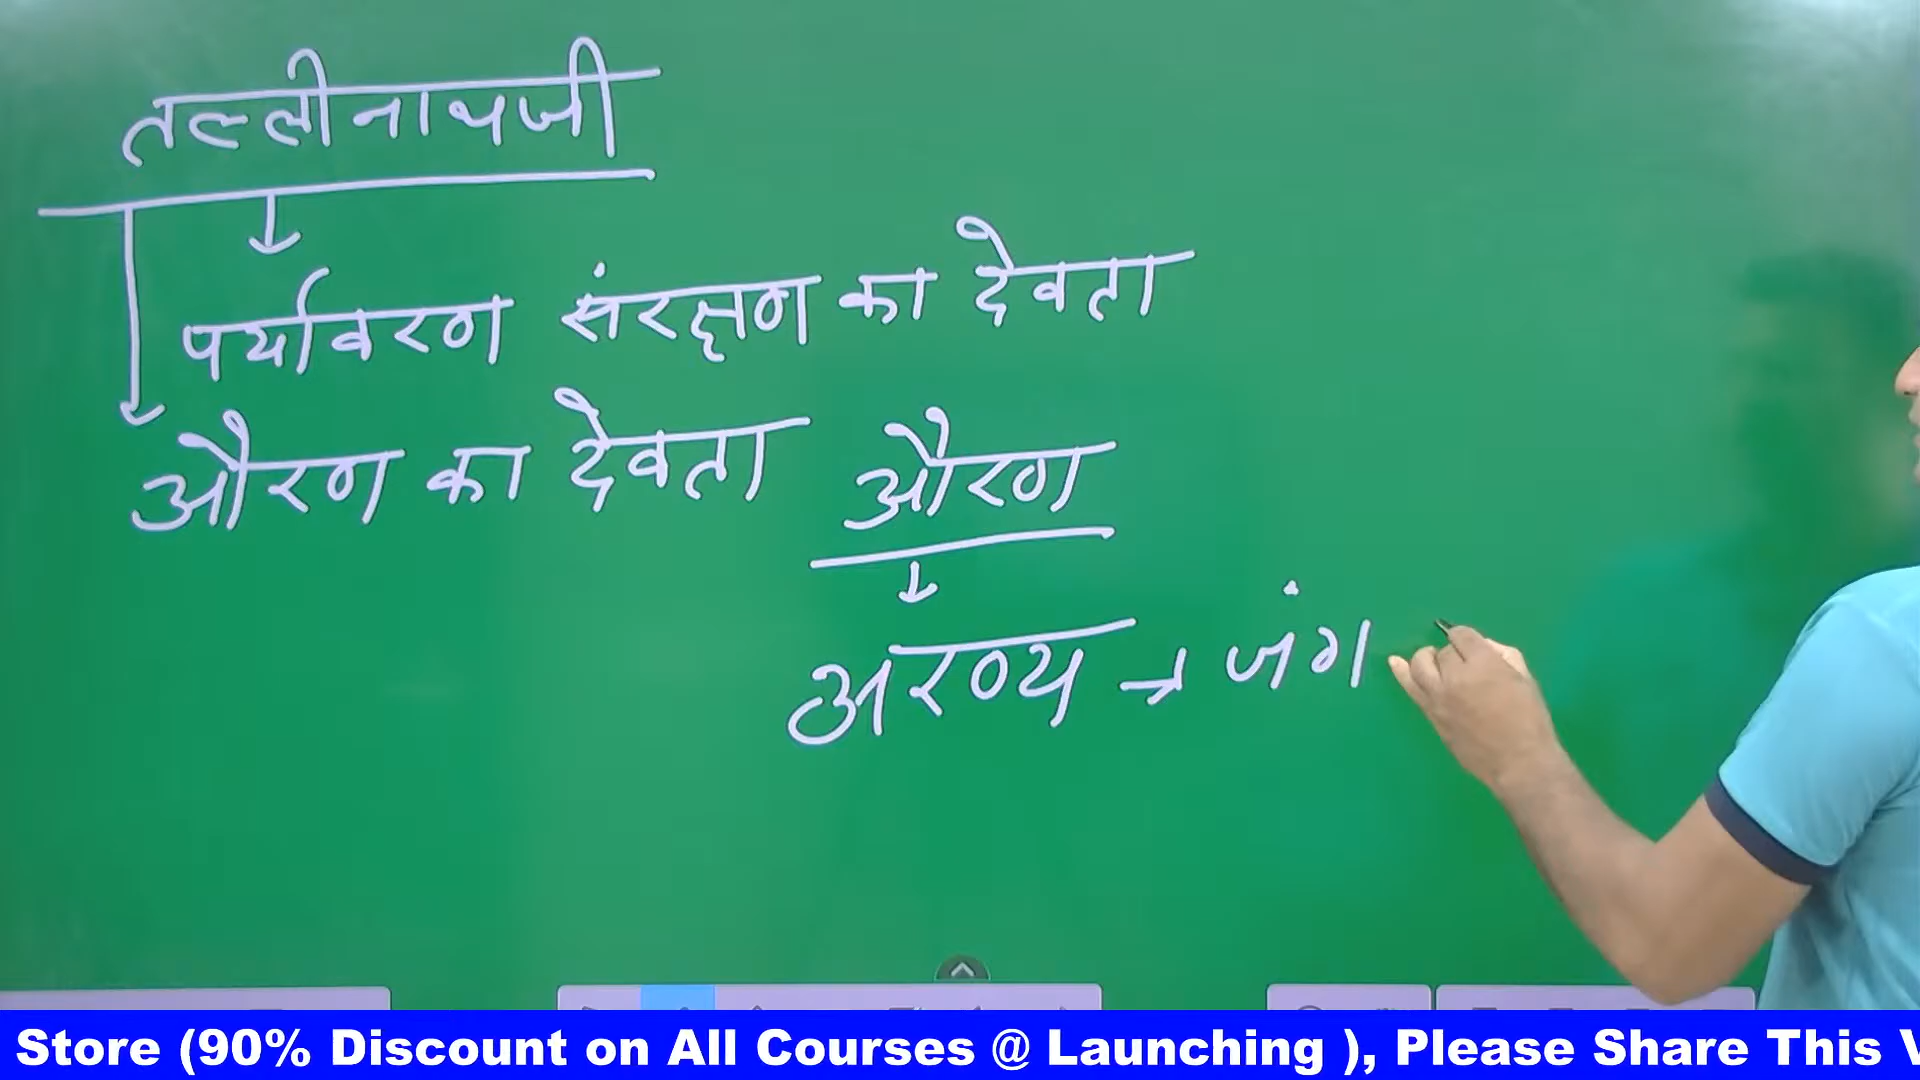 तल्लीनाथजी
पर्यावरण संरक्षण का देवता
औरण का देवता औरण
अरण्य → जंग
Store (90% Discount on All Courses @ Launching ), Please Share This V